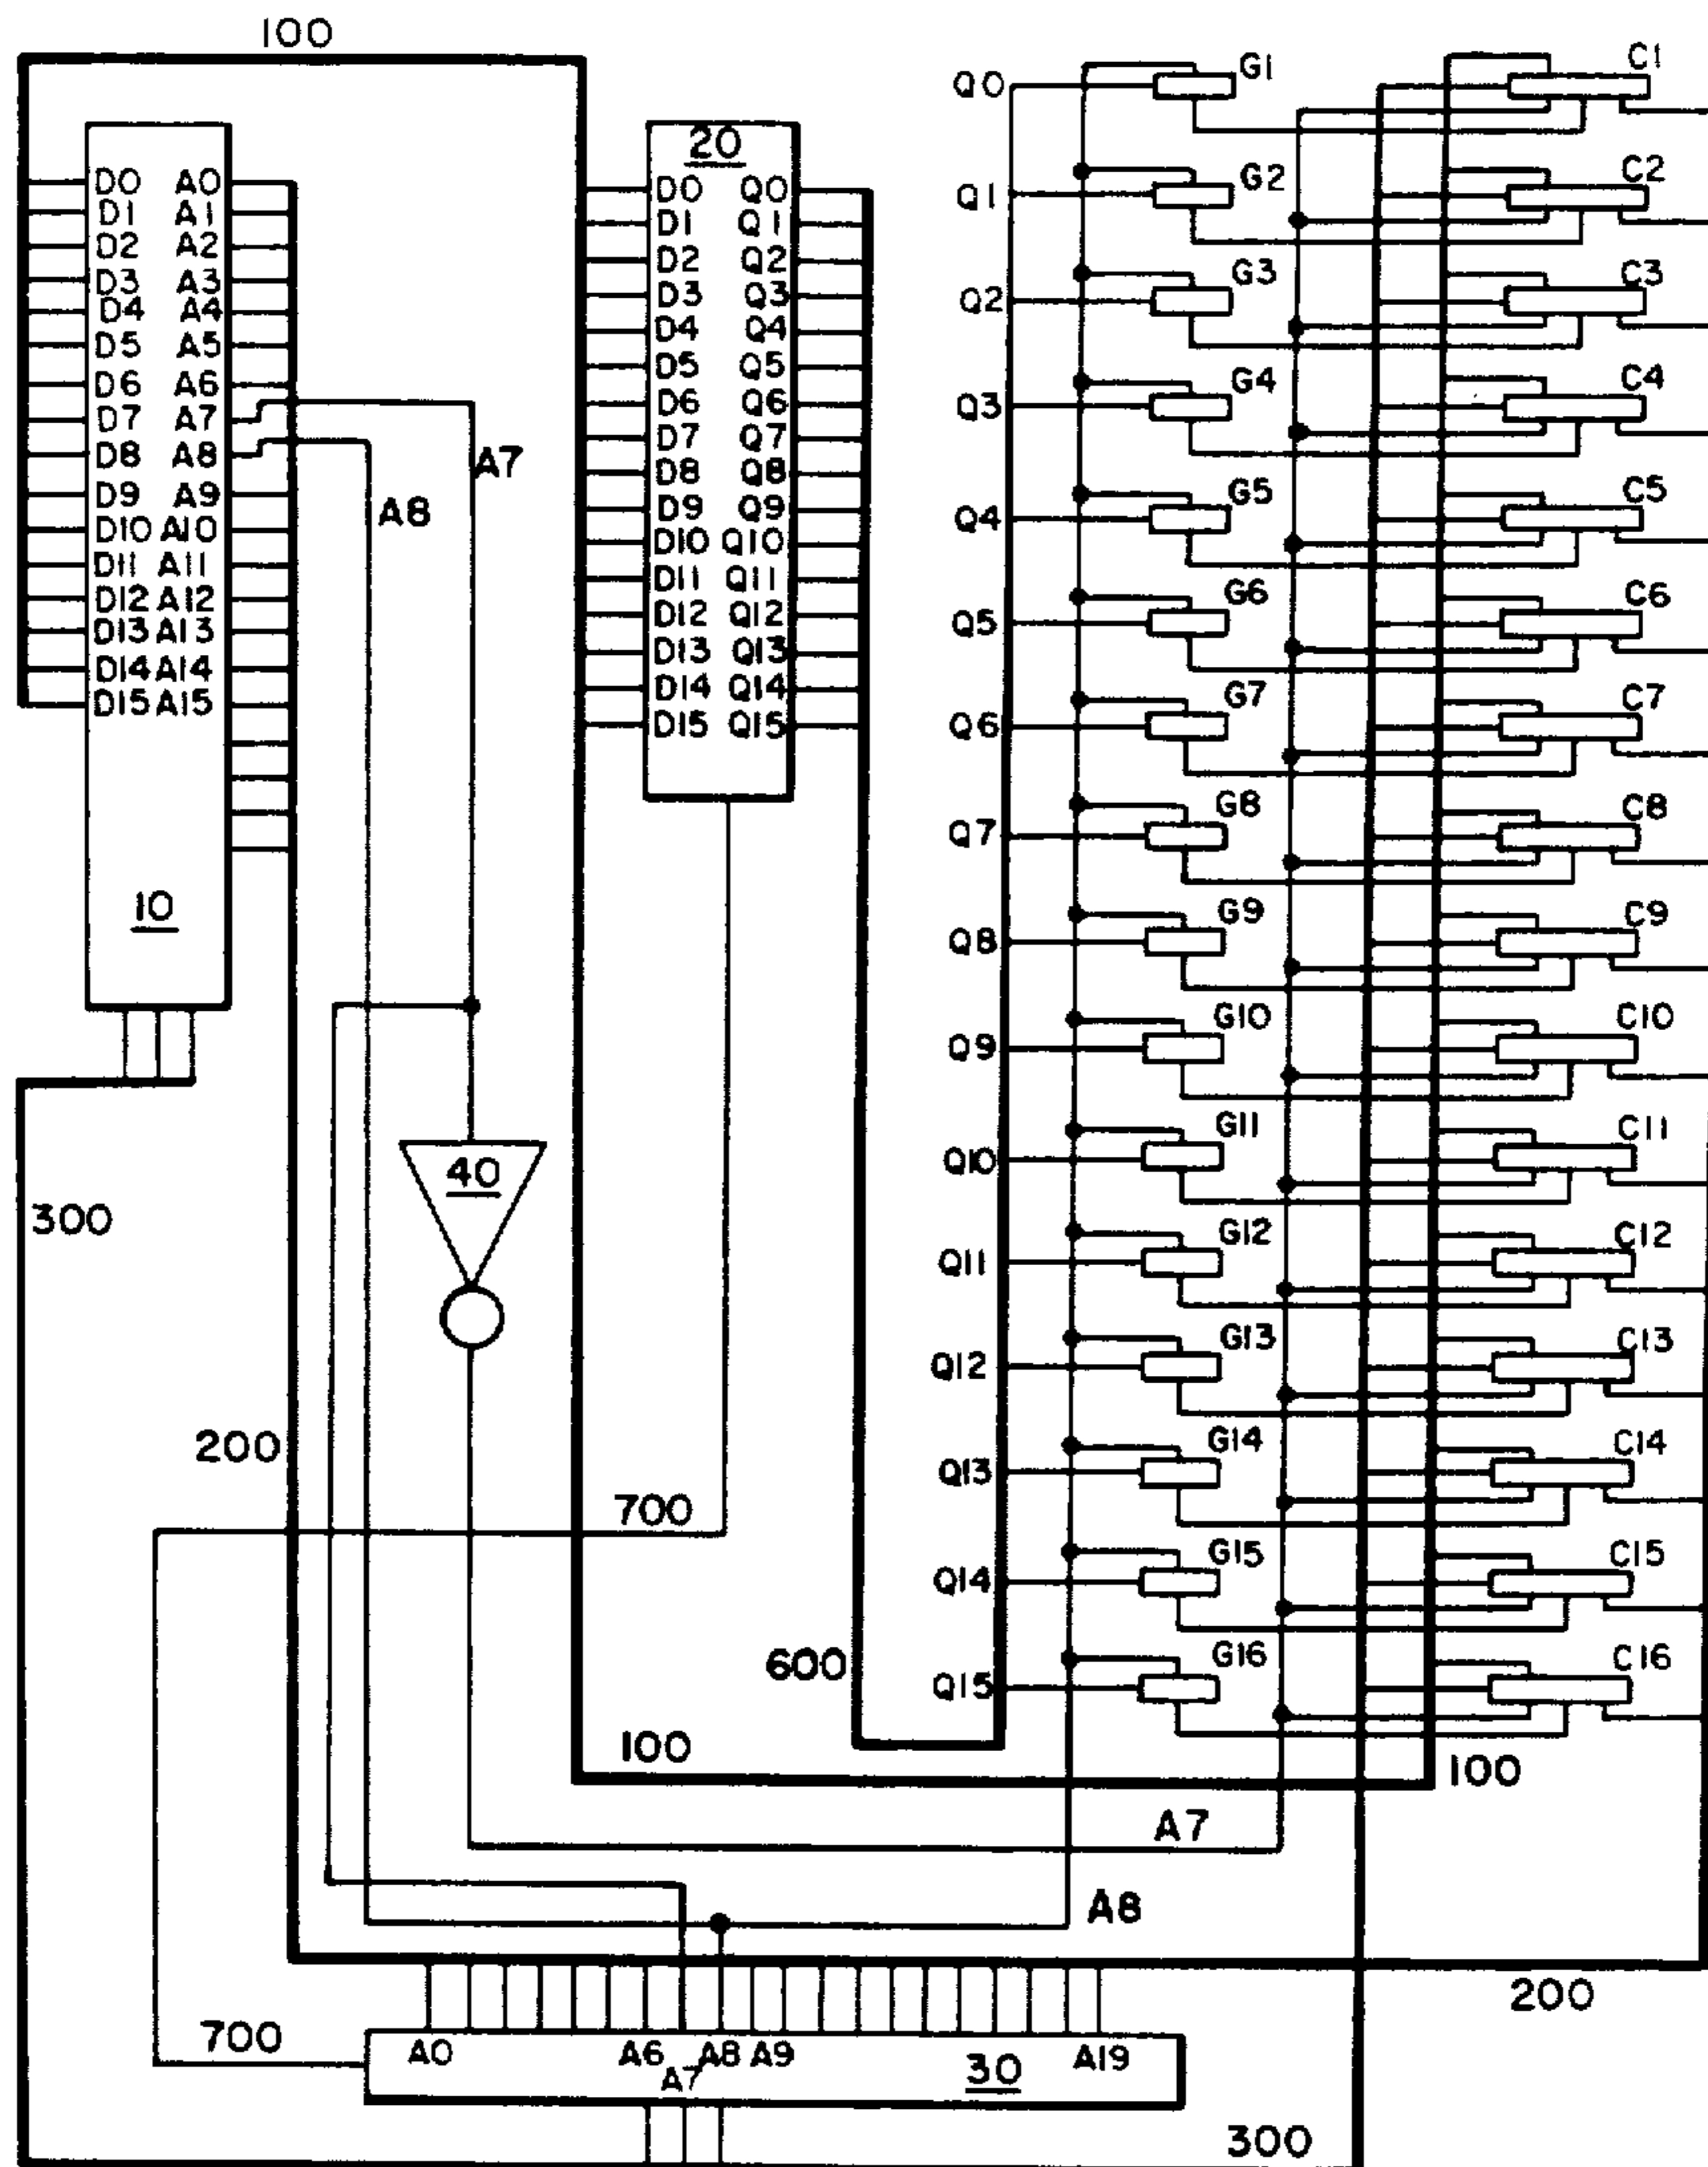 100
20
D0 A0
D1 A1
D2 A2
D3 A3
D4 A4
D5 A5
D6 A6
D7 A7
D8 A8
D9 A9
D10 A10
D11 A11
D12 A12
D13 A13
D14 A14
D15 A15
10
D0 Q0
D1 Q1
D2 Q2
D3 Q3
D4 Q4
D5 Q5
D6 Q6
D7 Q7
D8 Q8
D9 Q9
D10 Q10
D11 Q11
D12 Q12
D13 Q13
D14 Q14
D15 Q15
A7
A8
40
300
200
700
600
100
100
A7
A8
200
700
A0 A6 A7 A8 A9 A19
30
300
Q0 G1 C1
Q1 G2 C2
Q2 G3 C3
Q3 G4 C4
Q4 G5 C5
Q5 G6 C6
Q6 G7 C7
Q7 G8 C8
Q8 G9 C9
Q9 G10 C10
Q10 G11 C11
Q11 G12 C12
Q12 G13 C13
Q13 G14 C14
Q14 G15 C15
Q15 G16 C16